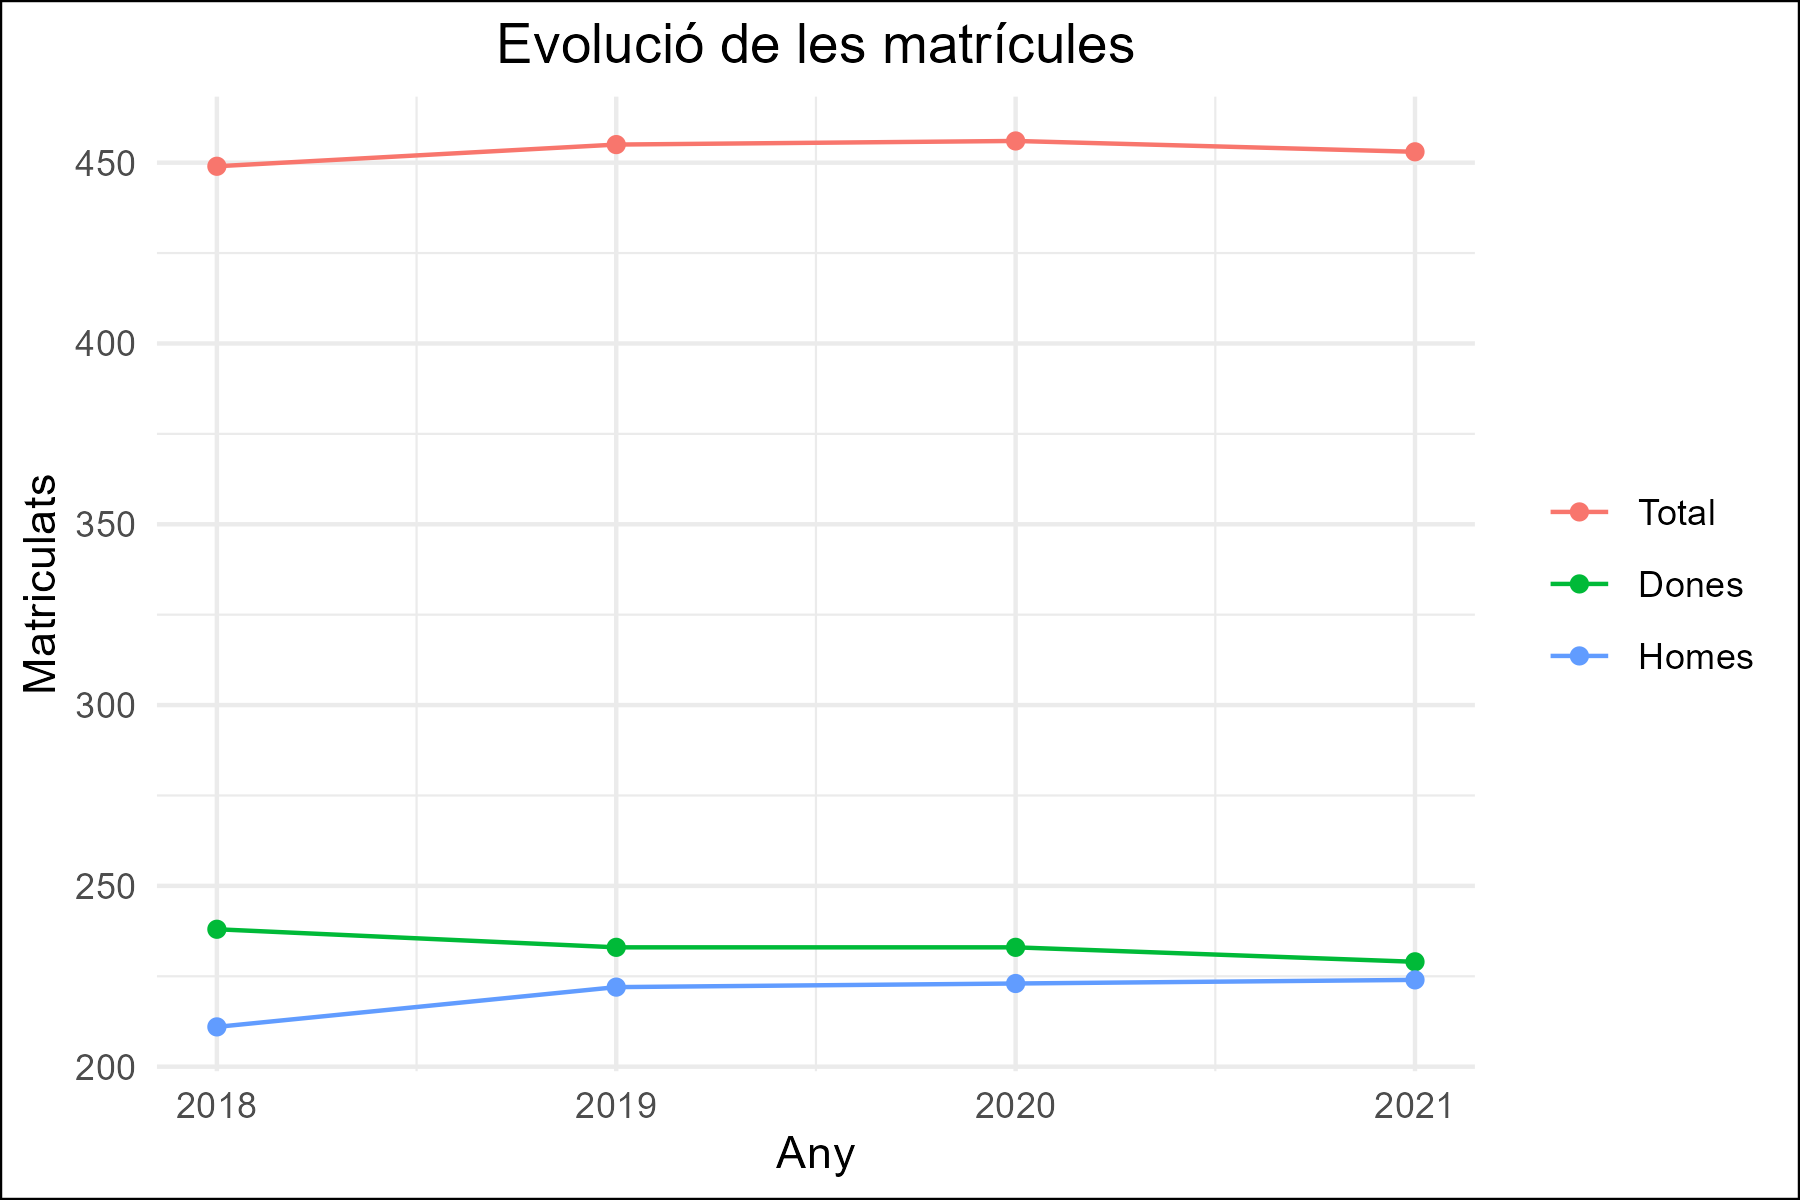 Evolució de les matrícules
Matriculats
450
400
350
300
250
200
2018 2019 2020 2021
Any
Total
Dones
Homes